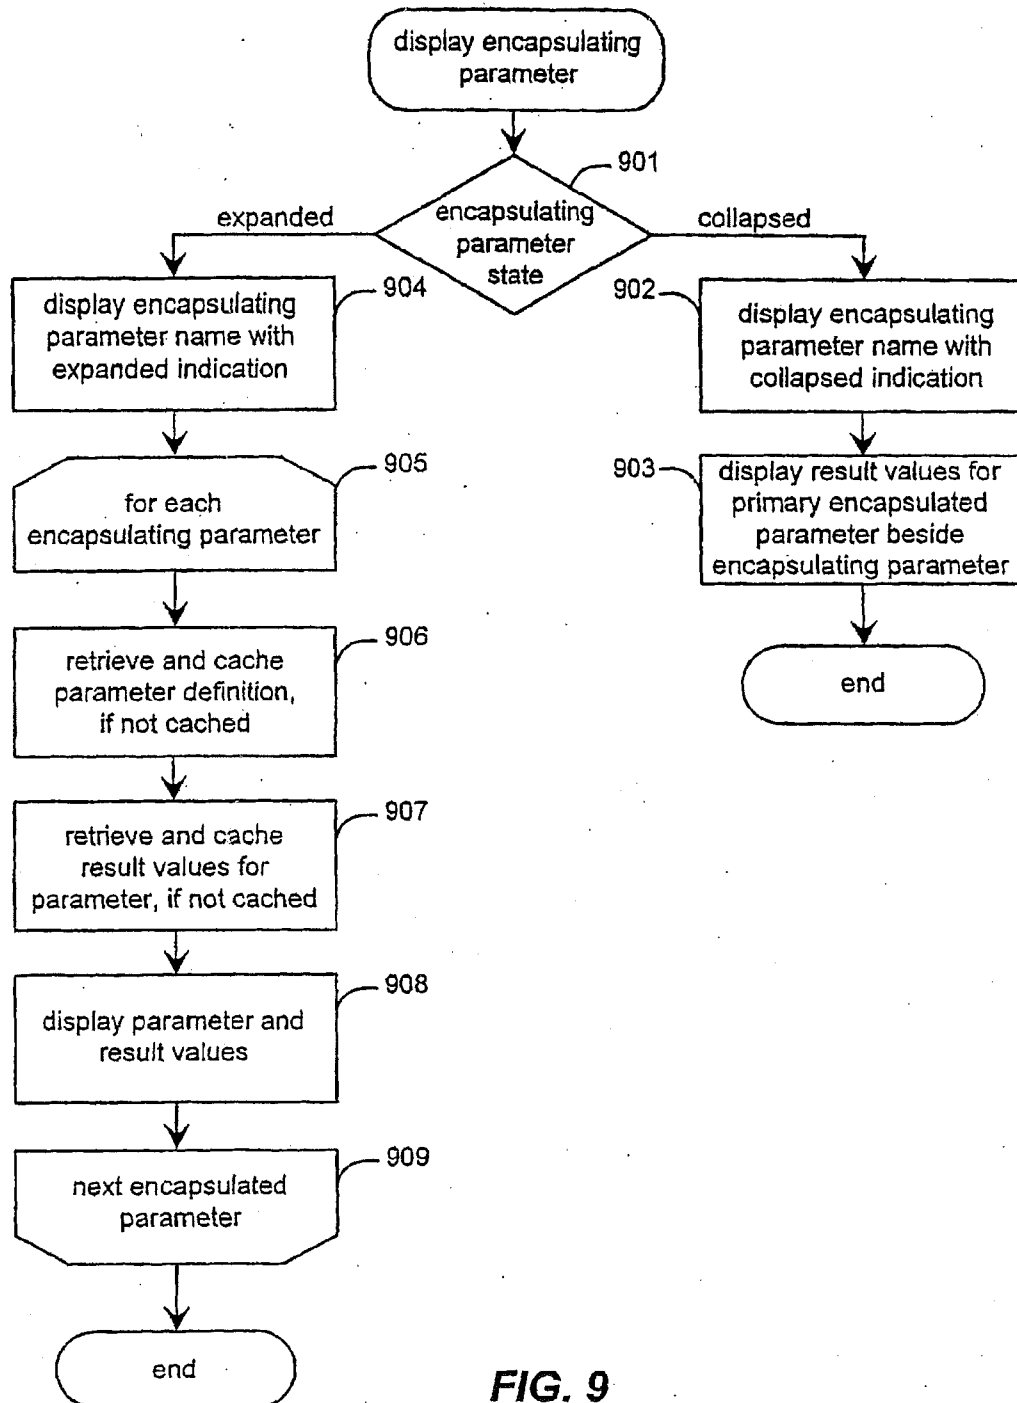 display encapsulating
parameter
901
encapsulating
parameter
state
expanded
collapsed
904
display encapsulating
parameter name with
expanded indication
905
for each
encapsulating parameter
906
retrieve and cache
parameter definition,
if not cached
907
retrieve and cache
result values for
parameter, if not cached
908
display parameter and
result values
909
next encapsulated
parameter
end
902
display encapsulating
parameter name with
collapsed indication
903
display result values for
primary encapsulated
parameter beside
encapsulating parameter
end
FIG. 9